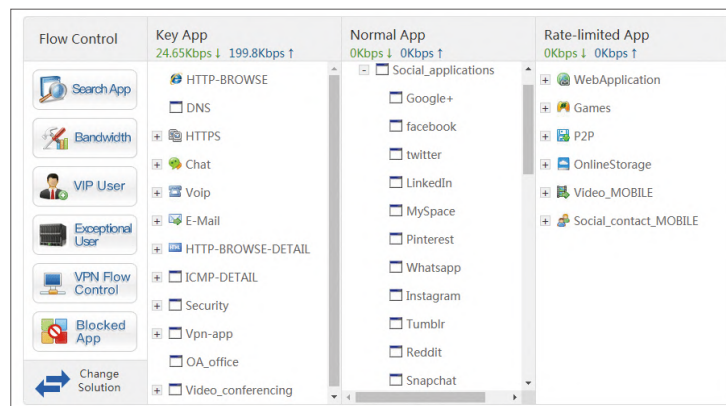 Flow Control
Search App
Bandwidth
VIP User
Exceptional
User
VPN Flow
Control
Blocked
App
Change
Solution
Key App
24.65Kbps↓ 199.8Kbps↑
HTTP-BROWSE
DNS
HTTPS
Chat
Voip
E-Mail
HTTP-BROWSE-DETAIL
ICMP-DETAIL
Security
Vpn-app
OA_office
Video_conferencing
Normal App
0Kbps↓ 0Kbps↑
Social_applications
Google+
facebook
twitter
LinkedIn
MySpace
Pinterest
Whatsapp
Instagram
Tumblr
Reddit
Snapchat
Rate-limited App
0Kbps↓ 0Kbps↑
WebApplication
Games
P2P
OnlineStorage
Video_MOBILE
Social_contact_MOBILE